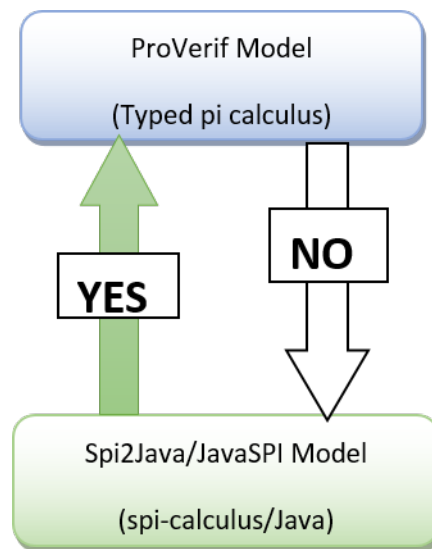 ProVerif Model
(Typed pi calculus)
YES
NO
Spi2Java/JavaSPI Model
(spi-calculus/Java)